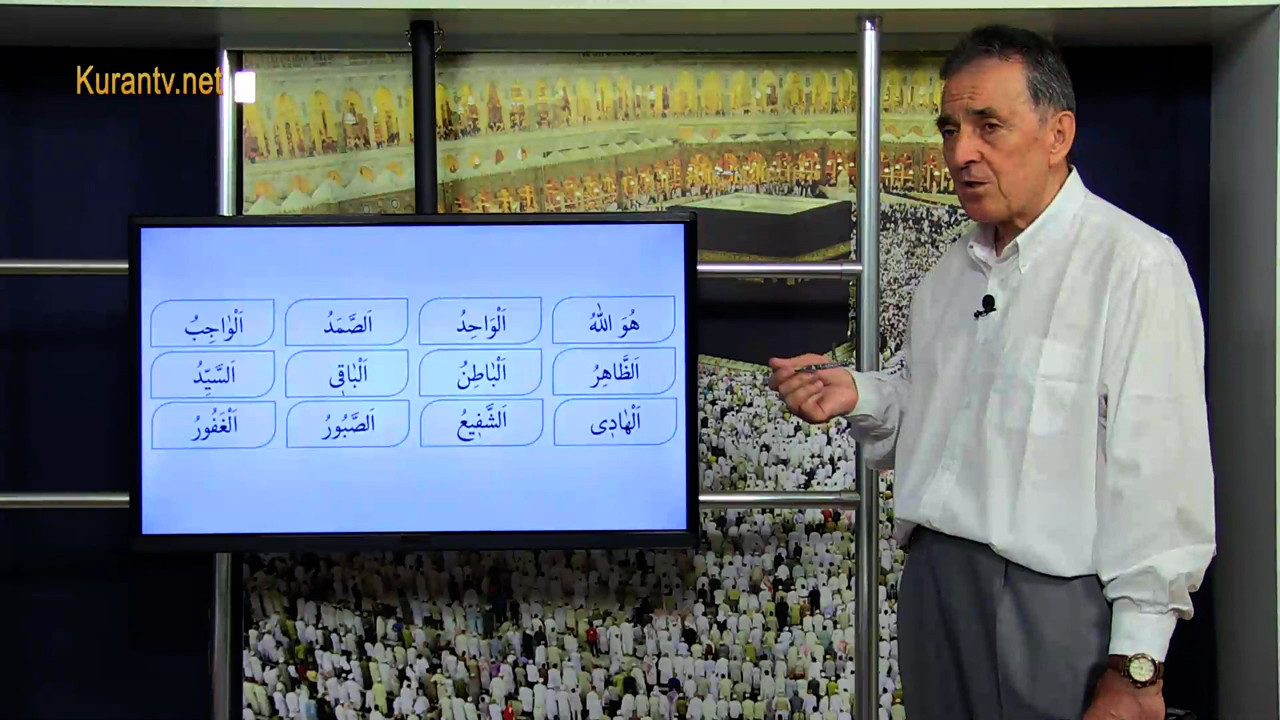 Kurantv.net
هُوَ اللّٰهُ اَلْوَاحِدُ اَلصَّمَدُ اَلْوَاجِبُ
اَلظَّاهِرُ اَلْبَاطِنُ اَلْبَاقٖى اَلسَّيِّدُ
اَلْهَادٖى اَلشَّفٖيعُ اَلصَّبُورُ اَلْغَفُورُ